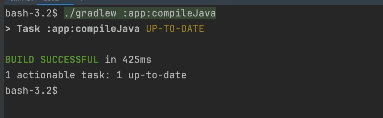 bash-3.2$ ./gradlew :app:compileJava
> Task :app:compileJava UP-TO-DATE
BUILD SUCCESSFUL in 425ms
1 actionable task: 1 up-to-date
bash-3.2$